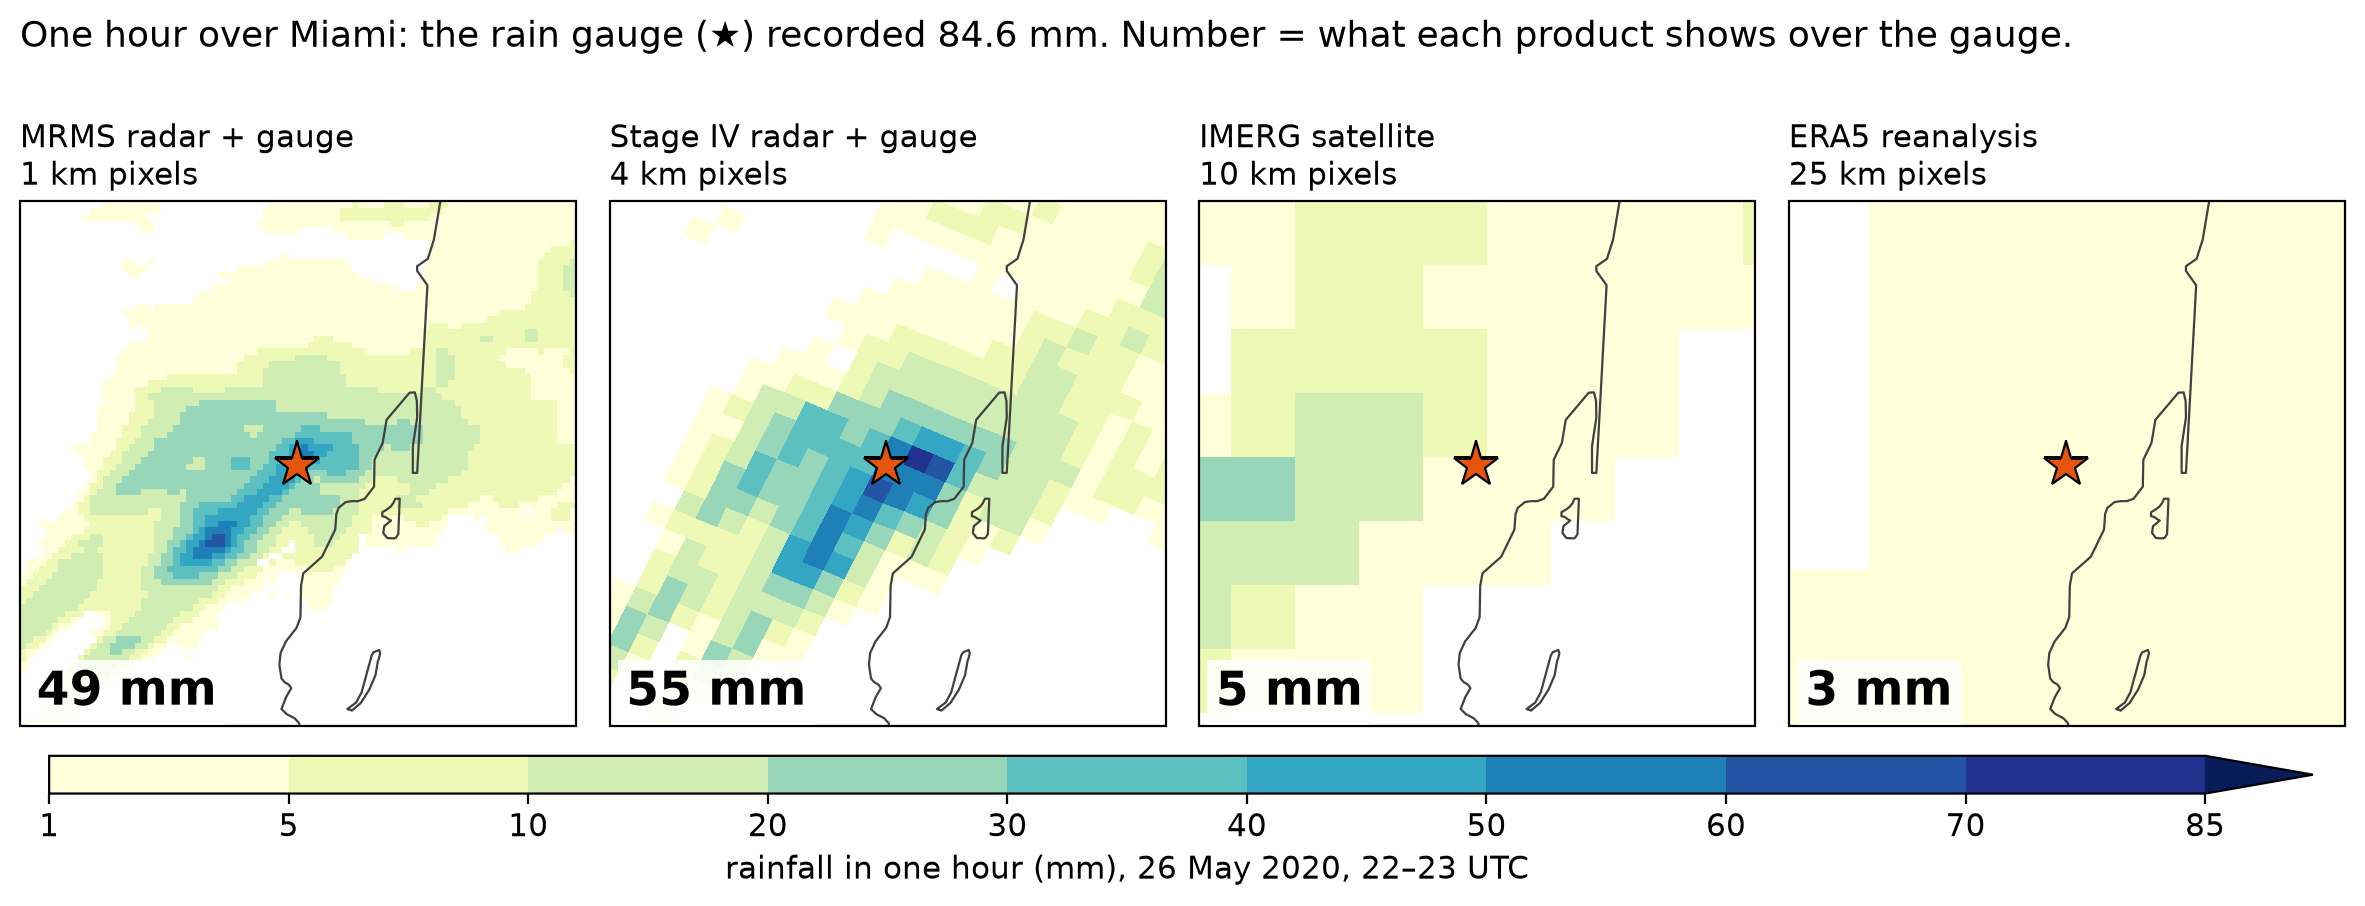 One hour over Miami: the rain gauge (★) recorded 84.6 mm. Number = what each product shows over the gauge.
MRMS radar + gauge
1 km pixels
Stage IV radar + gauge
4 km pixels
IMERG satellite
10 km pixels
ERA5 reanalysis
25 km pixels
49 mm
55 mm
5 mm
3 mm
1 5 10 20 30 40 50 60 70 85
rainfall in one hour (mm), 26 May 2020, 22–23 UTC